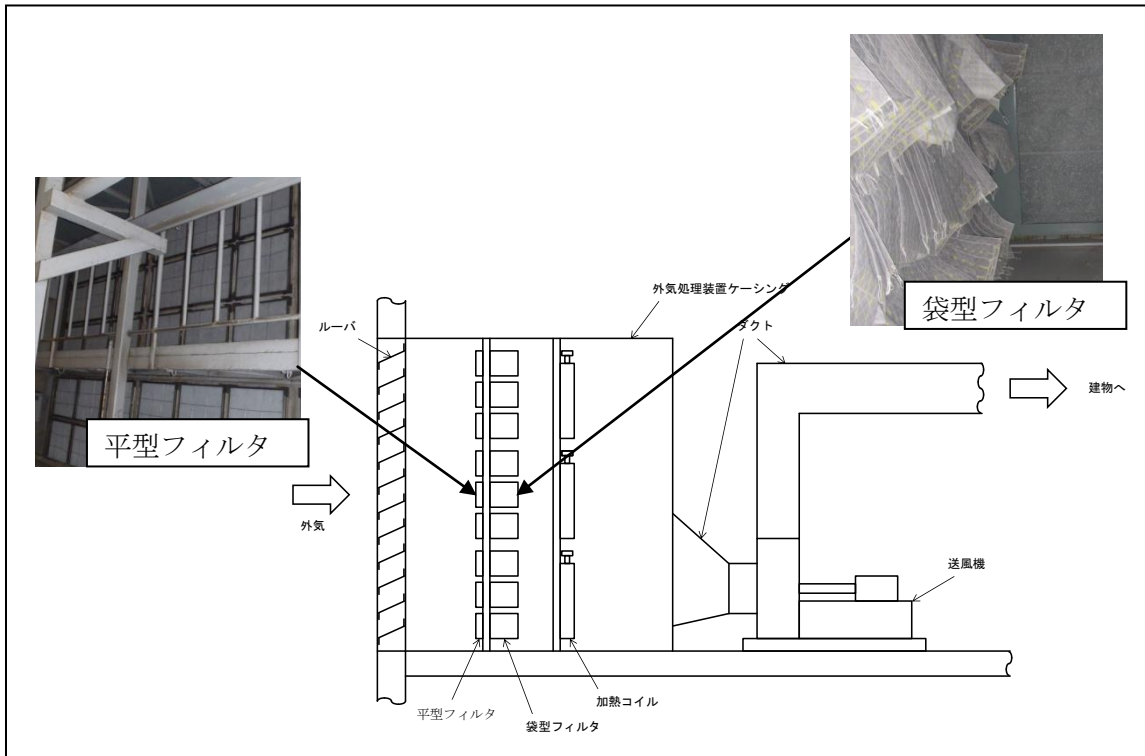 袋型フィルタ
外気処理装置ケーシング
ルーバ
ダクト
建物へ
平型フィルタ
外気
送風機
加熱コイル
平型フィルタ
袋型フィルタ